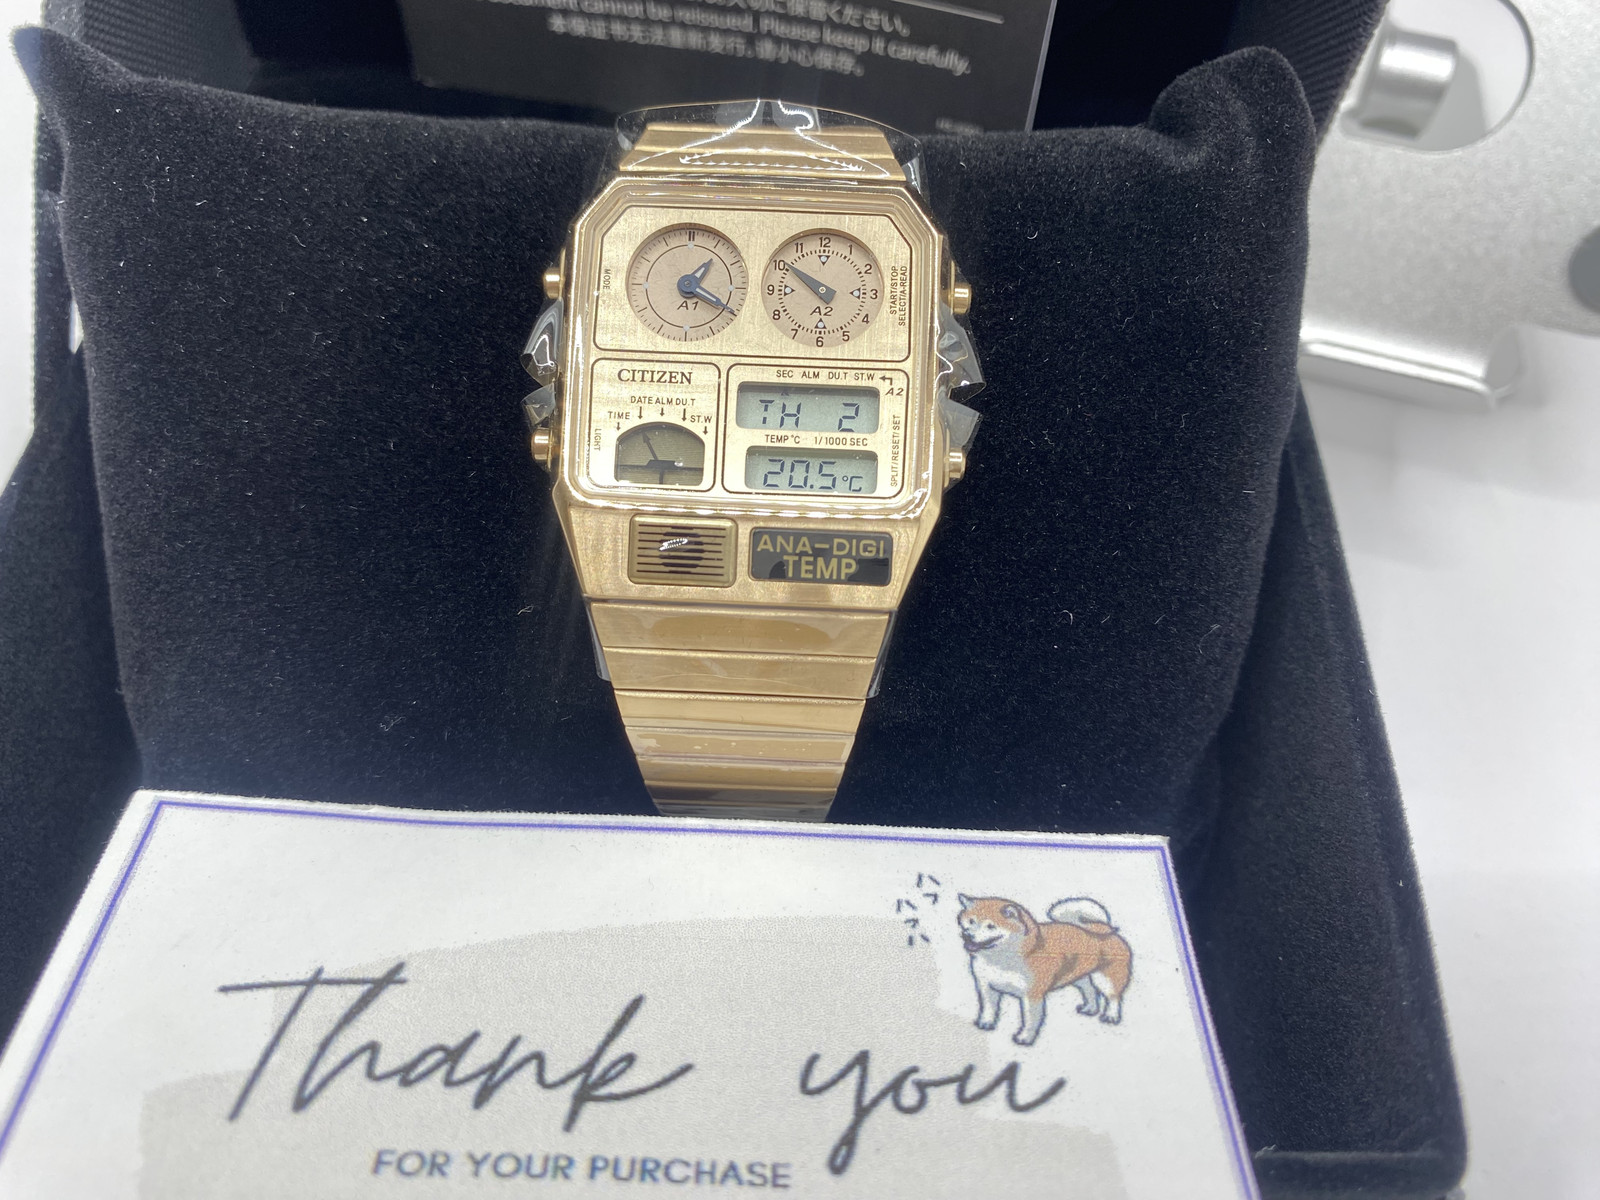 cannot be reissued. Please keep it carefully.
本保证书无法重新发行,请小心保存。
MODE
A1
12
1
2
3
4
5
6
7
8
9
10
11
A2
START/STOP
SELECT/A-READ
CITIZEN
DATE ALM DU.T
TIME
ST.W
LIGHT
SEC ALM DU.T ST.W
A2
TH 2
TEMP°C 1/1000 SEC
20.5°C
SPLIT/RESET/SET
ANA-DIGI
TEMP
ハッ
ハッ
Thank you
FOR YOUR PURCHASE